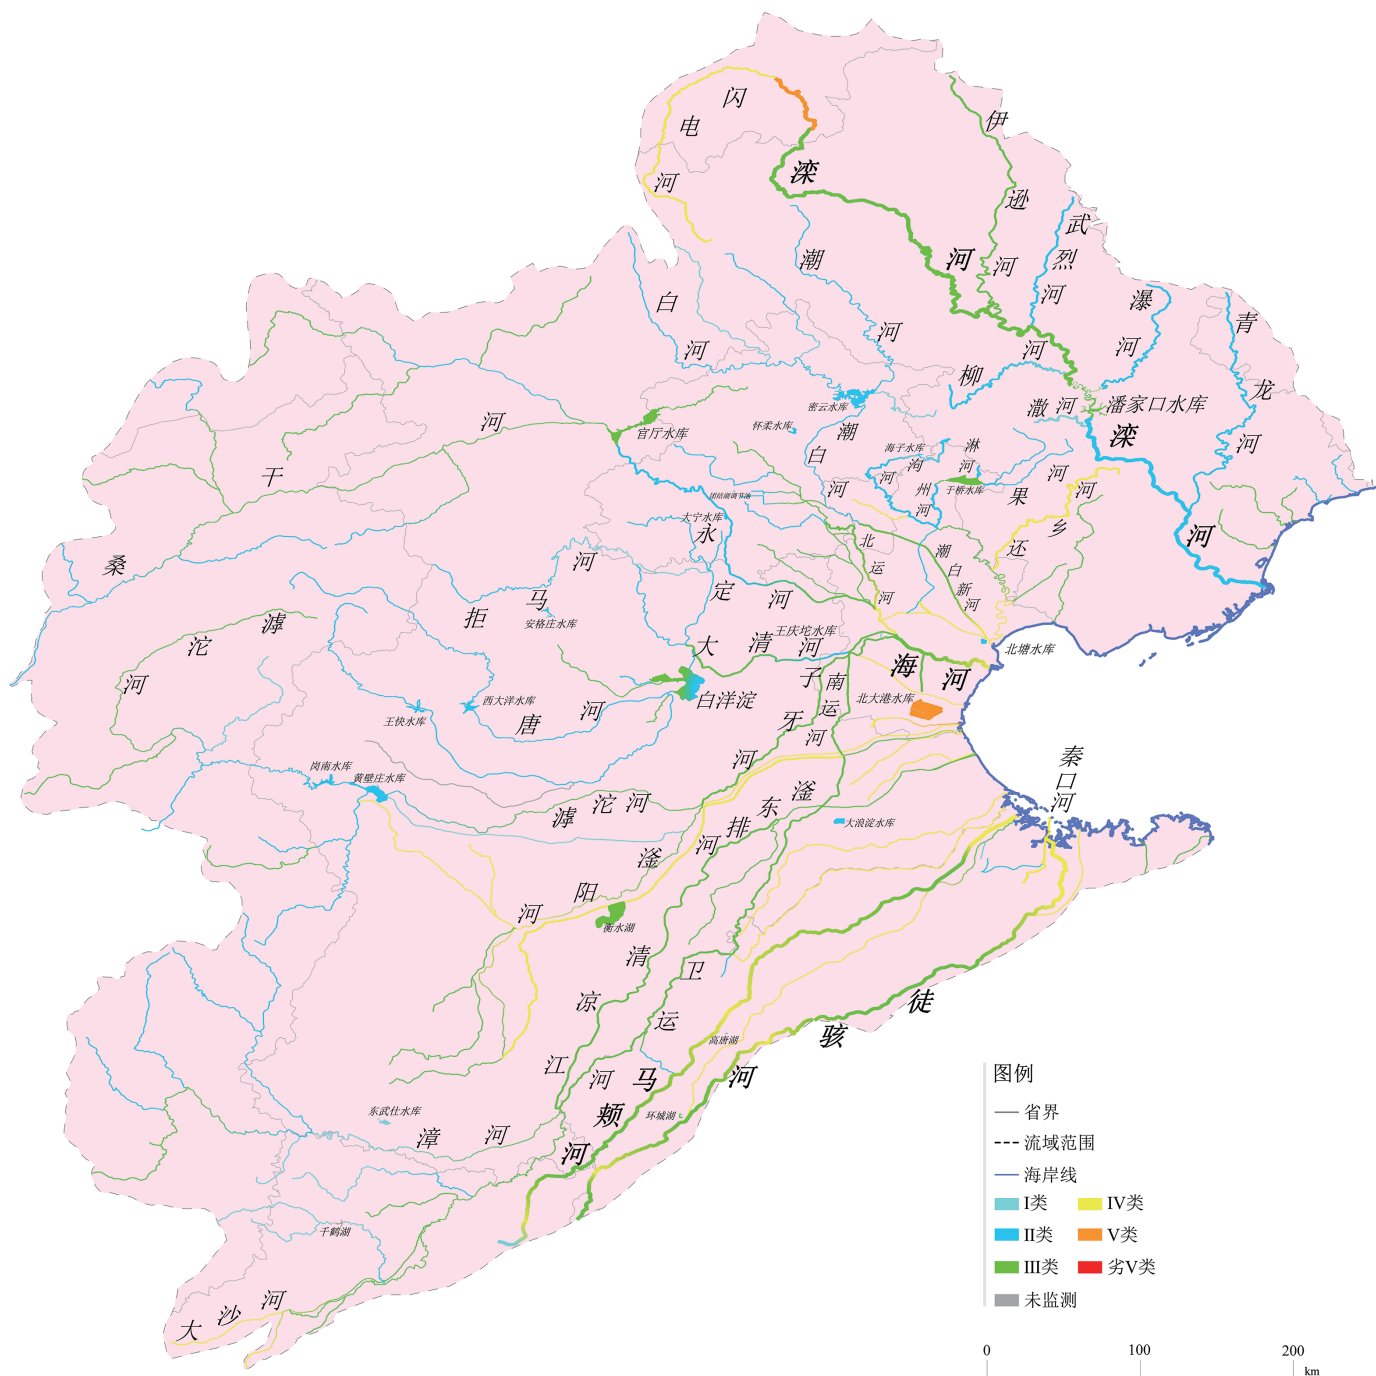 闪
电
河
滦
河
伊
逊
河
武
烈
河
瀑
河
青
龙
河
潮
河
白
河
柳
河
潵
河
潘家口水库
滦
河
密云水库
怀柔水库
潮
白
河
海子水库
泃
河
淋
河
州
河
于桥水库
果
河
还
乡
河
官厅水库
团结湖调节池
大宁水库
永
定
河
北
运
河
潮
白
新
河
北塘水库
桑
干
河
滹
沱
河
拒
马
河
安格庄水库
大
清
河
王庆坨水库
海
河
北大港水库
白洋淀
子
牙
河
南
运
河
西大洋水库
王快水库
唐
河
岗南水库
黄壁庄水库
滹
沱
河
滏
东
排
河
大浪淀水库
秦
口
河
滏
阳
河
衡水湖
清
凉
江
卫
运
河
高唐湖
马
颊
河
徒
骇
河
环城湖
东武仕水库
漳
河
千鹤湖
大
沙
河
图例
省界
流域范围
海岸线
I类
IV类
II类
V类
III类
劣V类
未监测
0
100
200
km